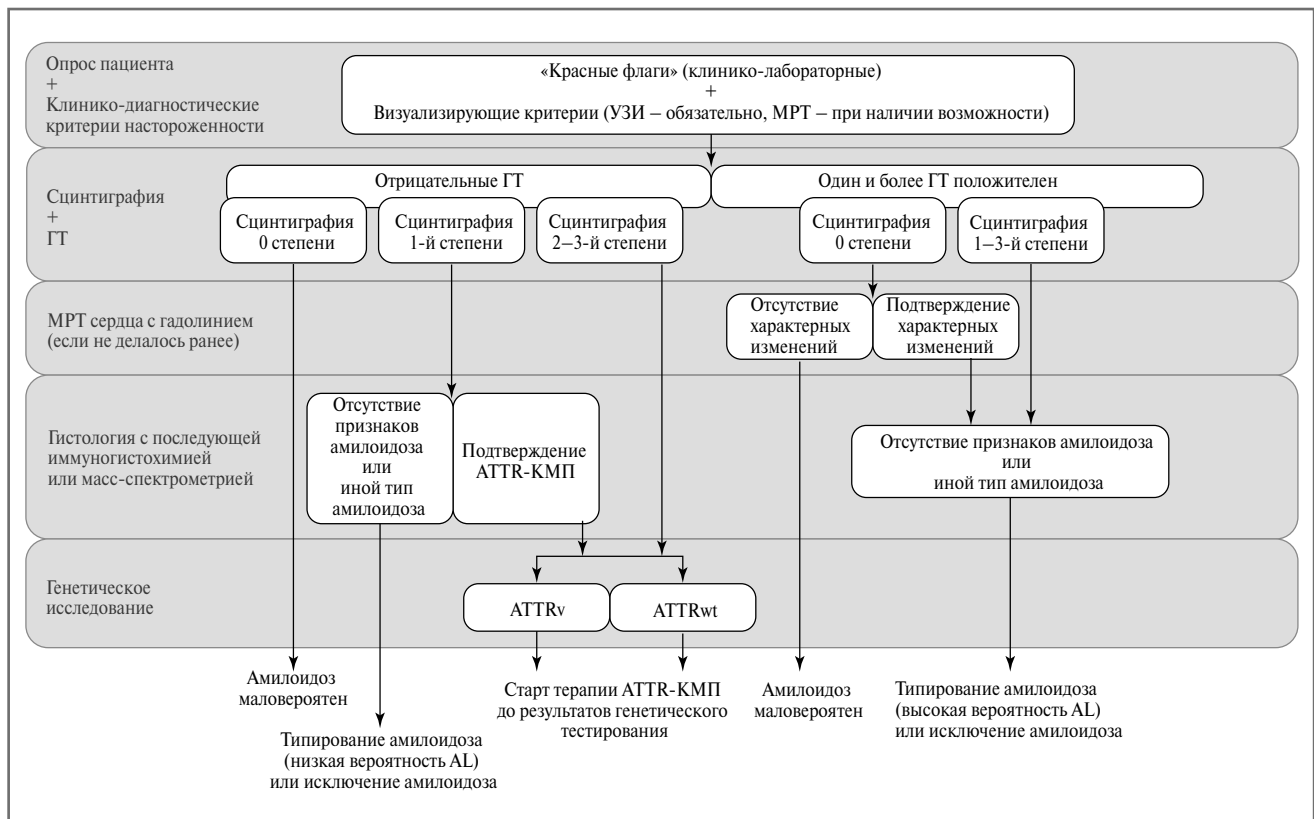 Опрос пациента
+
Клинико-диагностические
критерии настороженности
«Красные флаги» (клинико-лабораторные)
+
Визуализирующие критерии (УЗИ – обязательно, МРТ – при наличии возможности)
Сцинтиграфия
+
ГТ
Отрицательные ГТ
Один и более ГТ положителен
Сцинтиграфия
0 степени
Сцинтиграфия
1-й степени
Сцинтиграфия
2–3-й степени
Сцинтиграфия
0 степени
Сцинтиграфия
1–3-й степени
МРТ сердца с гадолинием
(если не делалось ранее)
Отсутствие
характерных
изменений
Подтверждение
характерных
изменений
Гистология с последующей
иммуногистохимией
или масс-спектрометрией
Отсутствие
признаков
амилоидоза
или
иной тип
амилоидоза
Подтверждение
ATTR-КМП
Отсутствие признаков амилоидоза
или
иной тип амилоидоза
Генетическое
исследование
ATTRv
ATTRwt
Амилоидоз
маловероятен
Типирование амилоидоза
(низкая вероятность AL)
или исключение амилоидоза
Старт терапии ATTR-КМП
до результатов генетического
тестирования
Амилоидоз
маловероятен
Типирование амилоидоза
(высокая вероятность AL)
или исключение амилоидоза